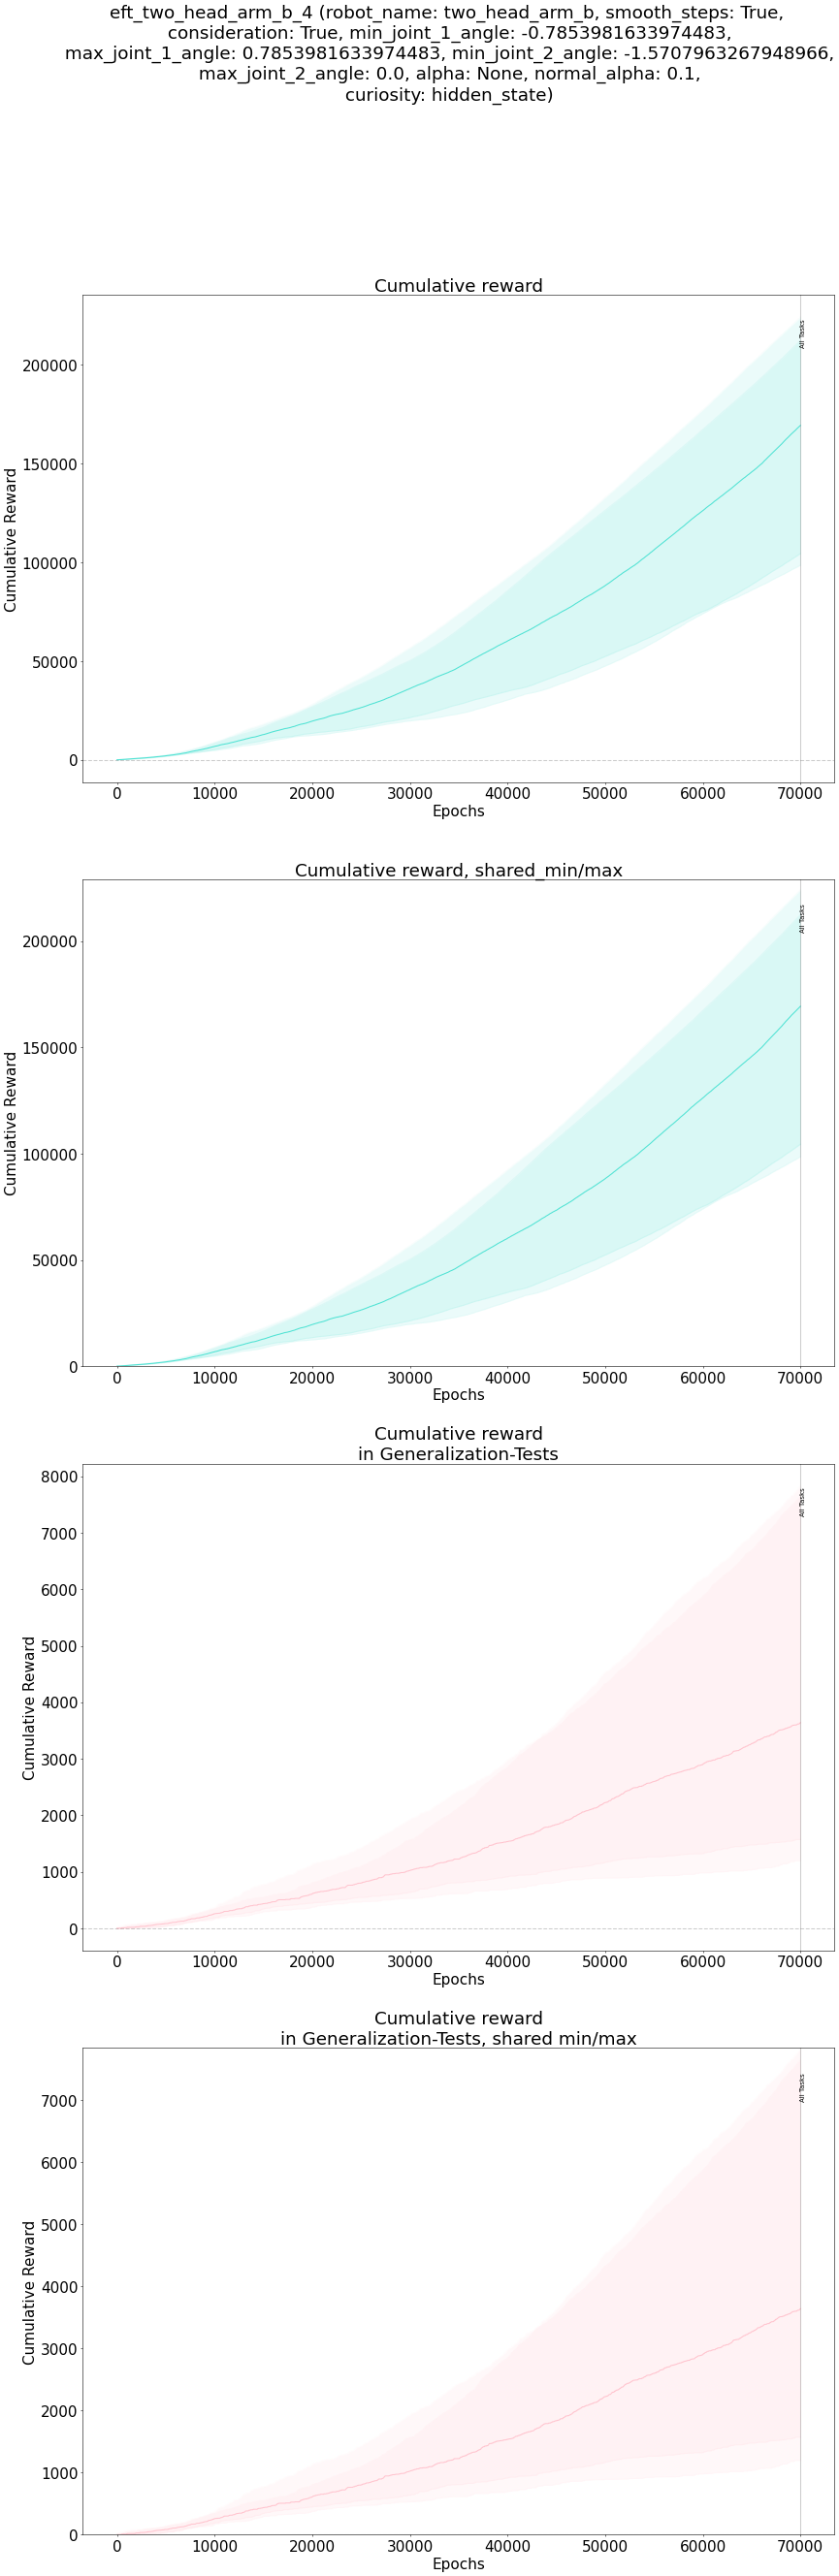 eft_two_head_arm_b_4 (robot_name: two_head_arm_b, smooth_steps: True,
consideration: True, min_joint_1_angle: -0.7853981633974483,
max_joint_1_angle: 0.7853981633974483, min_joint_2_angle: -1.5707963267948966,
max_joint_2_angle: 0.0, alpha: None, normal_alpha: 0.1,
curiosity: hidden_state)
Cumulative reward
All Tasks
200000
150000
100000
50000
0
Cumulative Reward
0 10000 20000 30000 40000 50000 60000 70000
Epochs
Cumulative reward, shared_min/max
All Tasks
200000
150000
100000
50000
0
Cumulative Reward
0 10000 20000 30000 40000 50000 60000 70000
Epochs
Cumulative reward
in Generalization-Tests
All Tasks
8000
7000
6000
5000
4000
3000
2000
1000
0
Cumulative Reward
0 10000 20000 30000 40000 50000 60000 70000
Epochs
Cumulative reward
in Generalization-Tests, shared min/max
All Tasks
7000
6000
5000
4000
3000
2000
1000
0
Cumulative Reward
0 10000 20000 30000 40000 50000 60000 70000
Epochs